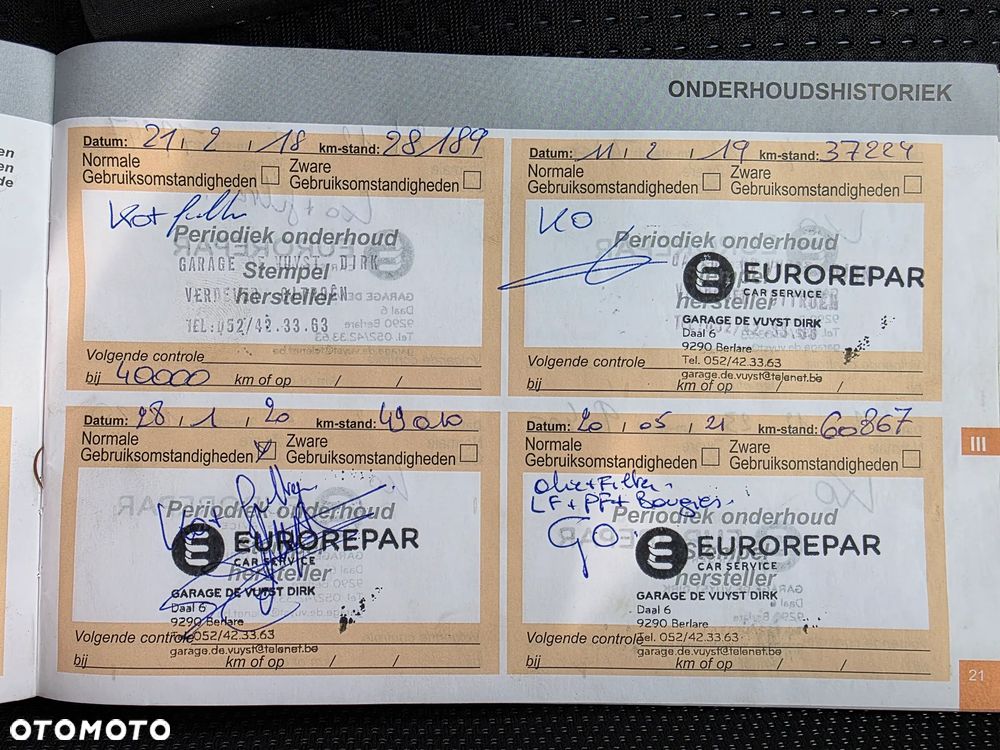 ONDERHOUDSHISTORIEK
en
en
de
Datum: 21 / 2 / 18 km-stand: 28189
Normale Gebruiksomstandigheden
Zware Gebruiksomstandigheden
Periodiek onderhoud
GARAGE DE VUYST DIRK
Stempel
hersteller
TEL:052/42.33.63
Volgende controle
bij 40000 km of op / /
Datum: 11 / 2 / 19 km-stand: 37224
Normale Gebruiksomstandigheden
Zware Gebruiksomstandigheden
KO
Periodiek onderhoud
EUROREPAR
CAR SERVICE
hersteller
GARAGE DE VUYST DIRK
Daal 6
9290 Berlare
Volgende controle
Tel. 052/42.33.63
garage.de.vuyst@telenet.be
bij km of op / /
Datum: 28 / 1 / 20 km-stand: 49010
Normale Gebruiksomstandigheden
Zware Gebruiksomstandigheden
Periodiek onderhoud
EUROREPAR
CAR SERVICE
hersteller
GARAGE DE VUYST DIRK
Daal 6
9290 Berlare
Volgende controle
Tel. 052/42.33.63
garage.de.vuyst@telenet.be
bij km of op / /
Datum: 20 / 05 / 21 km-stand: 60867
Normale Gebruiksomstandigheden
Zware Gebruiksomstandigheden
Olie+Filter
LF+PF+Bougies
GO.
Periodiek onderhoud
EUROREPAR
Stempel
CAR SERVICE
hersteller
GARAGE DE VUYST DIRK
Daal 6
9290 Berlare
Volgende controle
Tel. 052/42.33.63
garage.de.vuyst@telenet.be
bij km of op / /
III
21
OTOMOTO